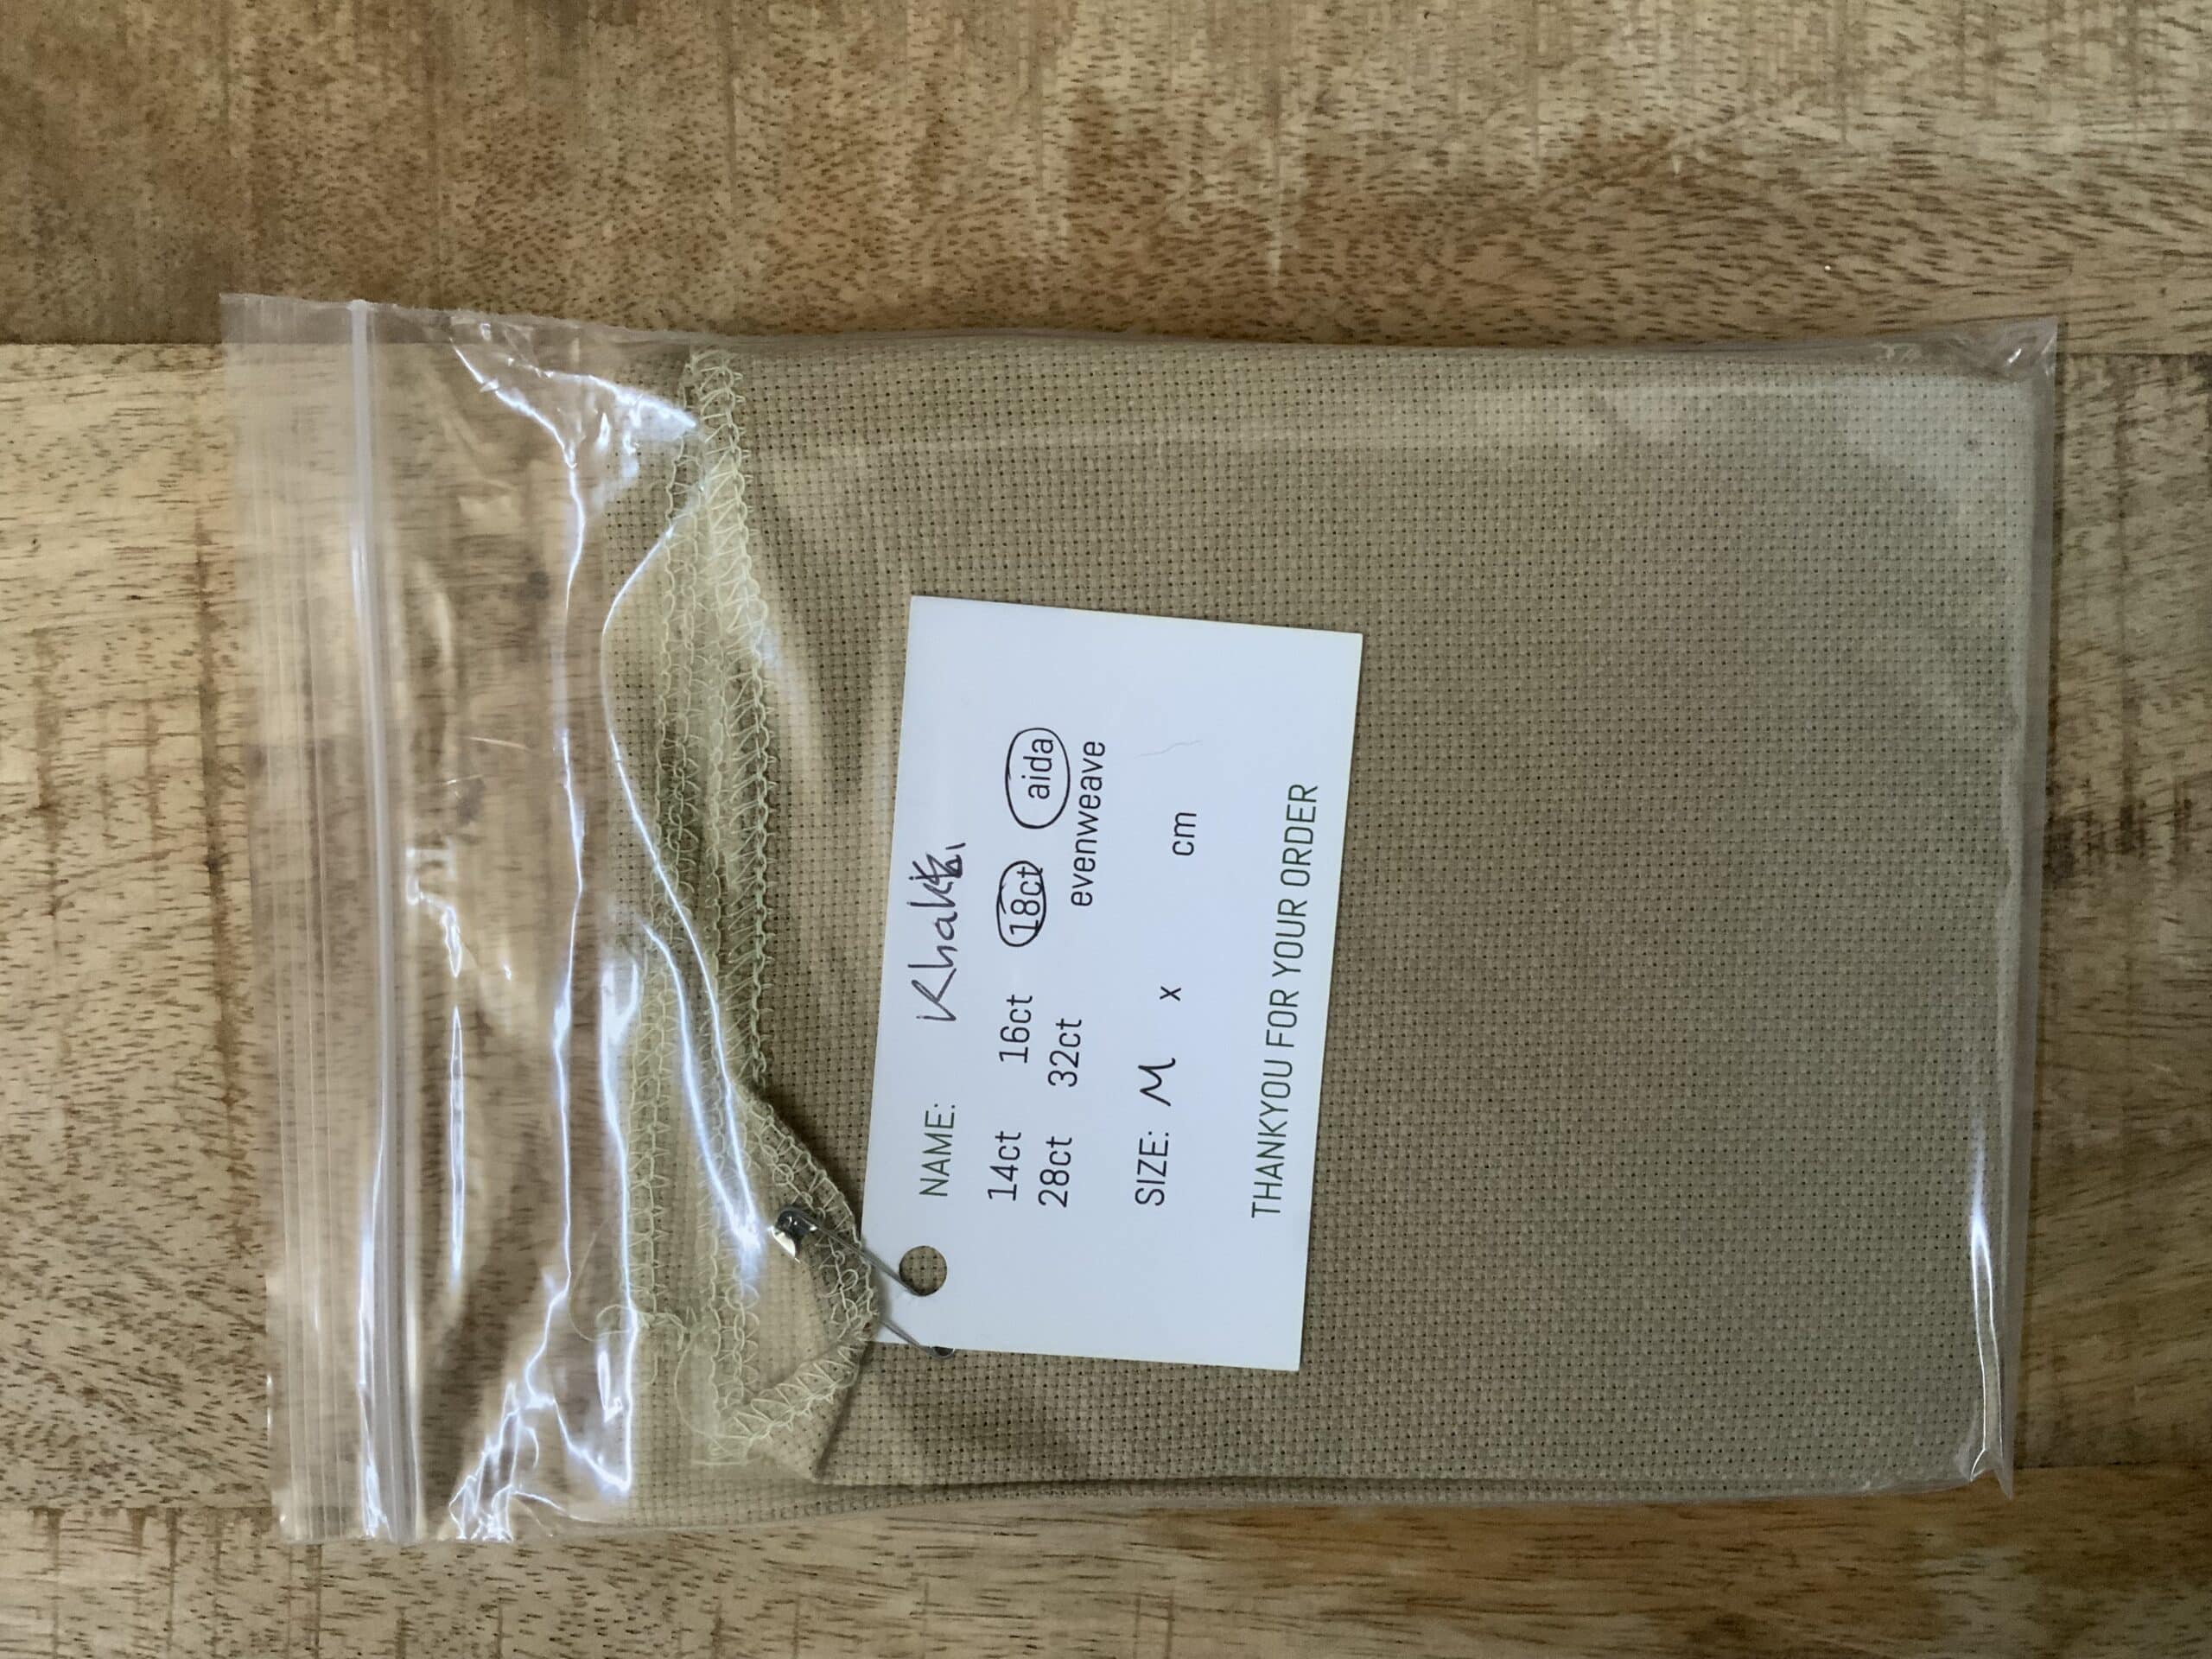 NAME: Khaki
14ct 16ct 18ct aida
28ct 32ct evenweave
SIZE: M x cm
THANKYOU FOR YOUR ORDER